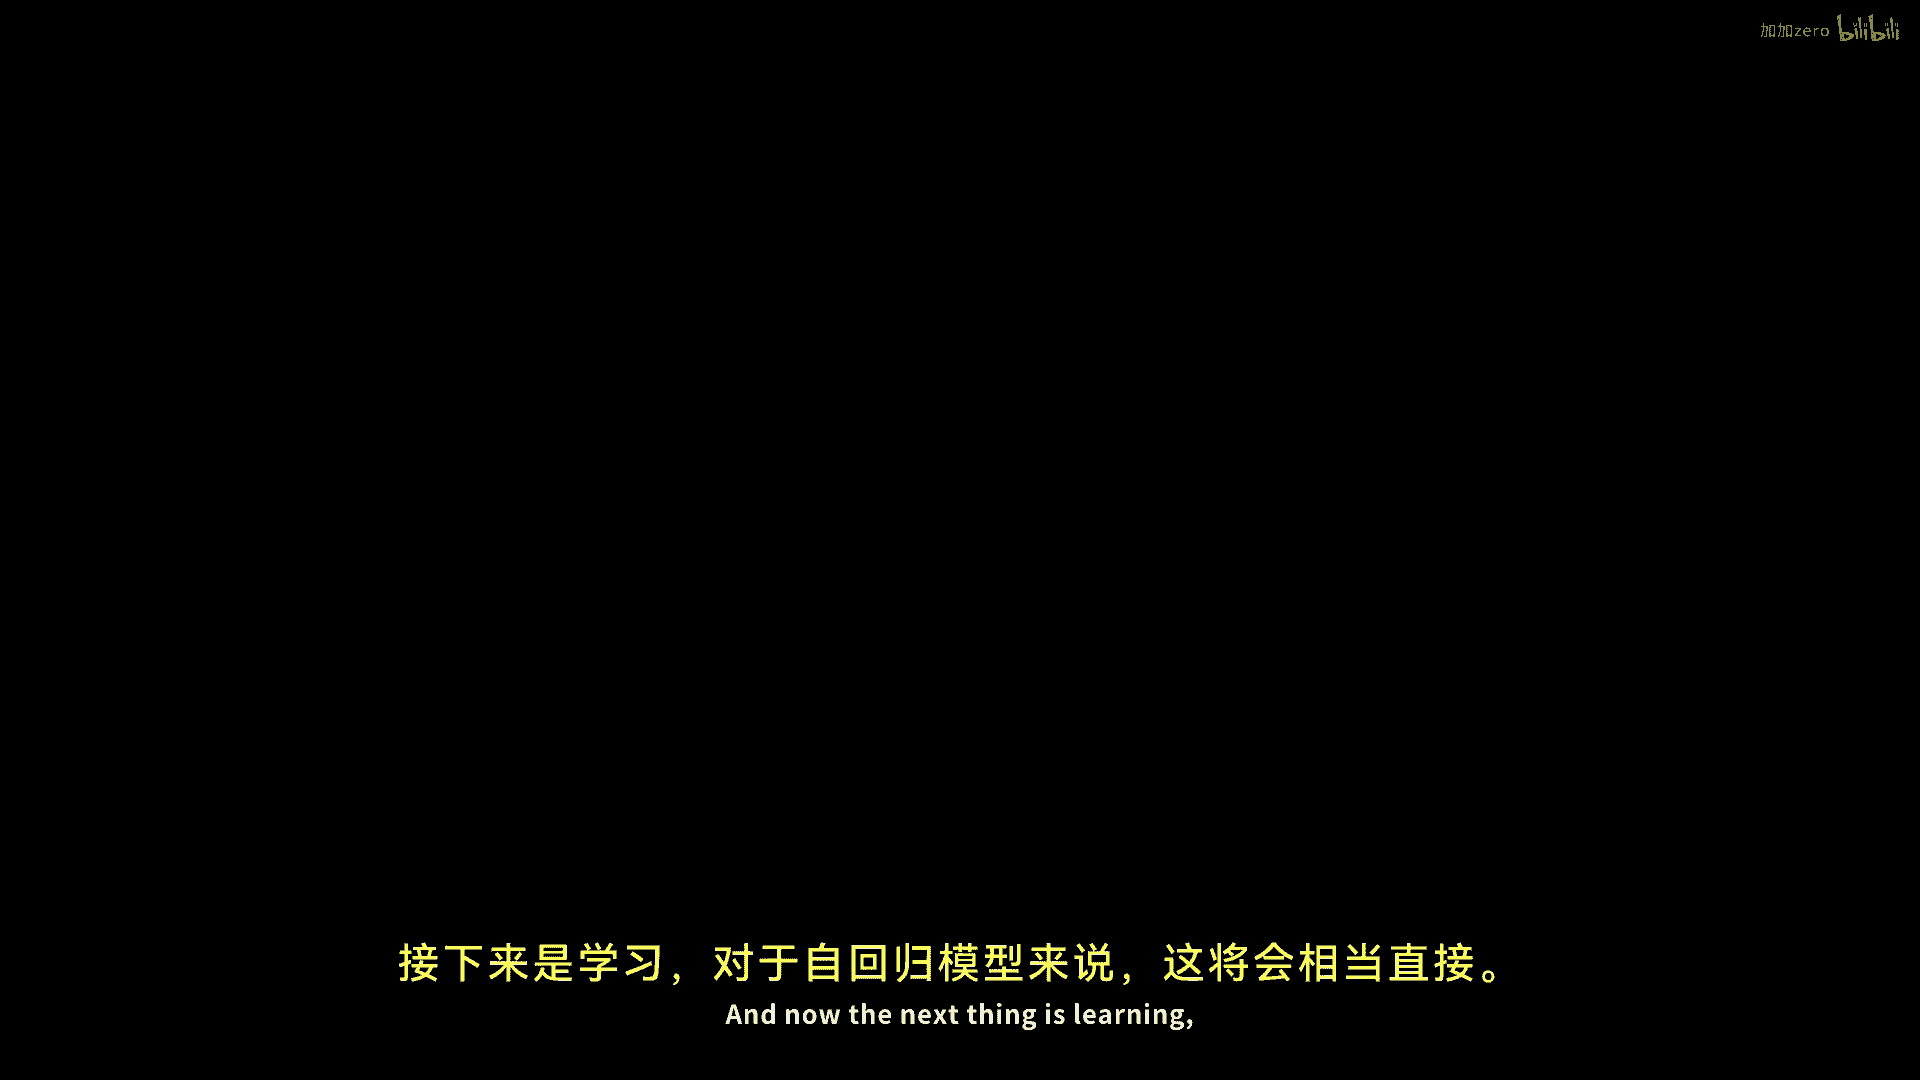 加加zero bilibili
接下来是学习，对于自回归模型来说，这将会相当直接。
And now the next thing is learning,